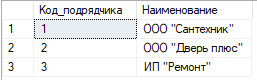 Код_подрядчика Наименование
1 1 ООО "Сантехник"
2 2 ООО "Дверь плюс"
3 3 ИП "Ремонт"